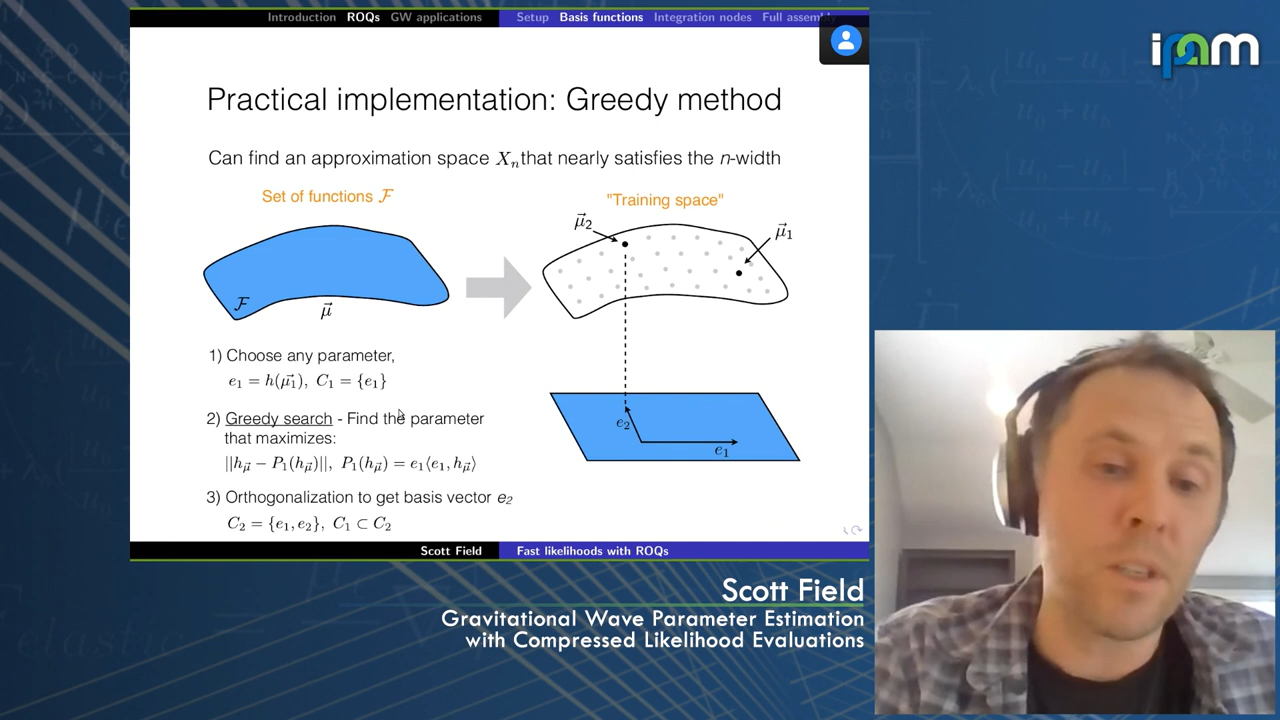 Introduction ROQs GW applications Setup Basis functions Integration nodes Full assembly
ipam
Practical implementation: Greedy method
Can find an approximation space Xₙ that nearly satisfies the n-width
Set of functions ℱ
"Training space"
μ⃗₂
μ⃗₁
ℱ
μ⃗
1) Choose any parameter,
e₁ = h(μ⃗₁), C₁ = {e₁}
2) Greedy search - Find the parameter
that maximizes:
||h_μ⃗ − P₁(h_μ⃗)||, P₁(h_μ⃗) = e₁⟨e₁, h_μ⃗⟩
e₂
e₁
3) Orthogonalization to get basis vector e₂
C₂ = {e₁, e₂}, C₁ ⊂ C₂
Scott Field Fast likelihoods with ROQs
Scott Field
Gravitational Wave Parameter Estimation
with Compressed Likelihood Evaluations